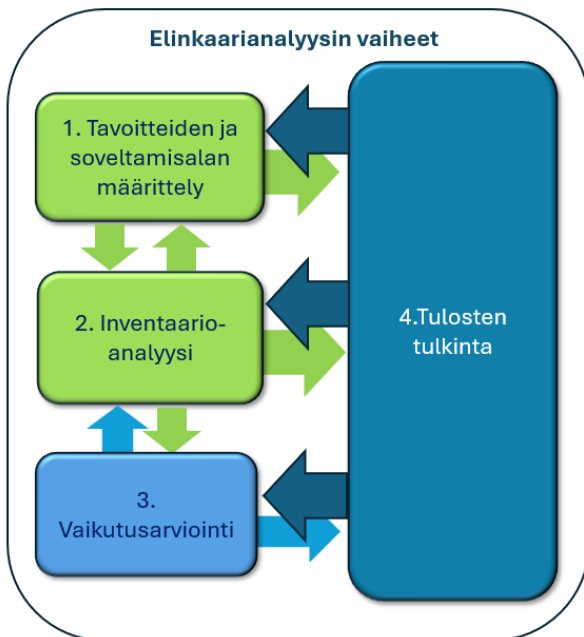 Elinkaarianalyysin vaiheet
1. Tavoitteiden ja
soveltamisalan
määrittely
2. Inventaario-
analyysi
3.
Vaikutusarviointi
4.Tulosten
tulkinta